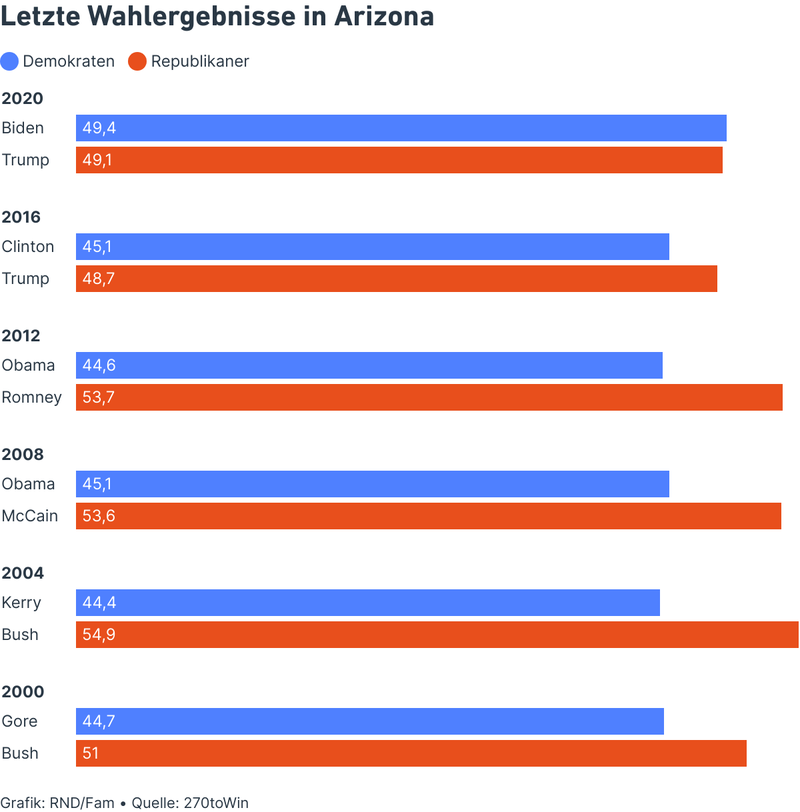 Letzte Wahlergebnisse in Arizona
Demokraten Republikaner
2020
Biden 49,4
Trump 49,1
2016
Clinton 45,1
Trump 48,7
2012
Obama 44,6
Romney 53,7
2008
Obama 45,1
McCain 53,6
2004
Kerry 44,4
Bush 54,9
2000
Gore 44,7
Bush 51
Grafik: RND/Fam • Quelle: 270toWin